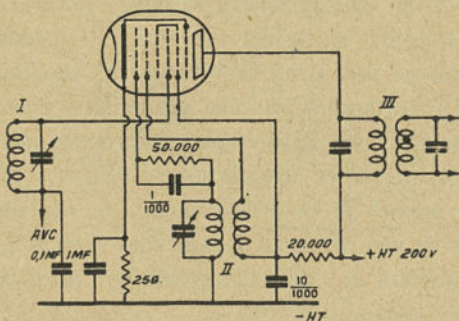 I
III
50.000
1/1000
AVC
0,1MF 1MF
250.
II
20.000
+HT 200V
10/1000
-HT